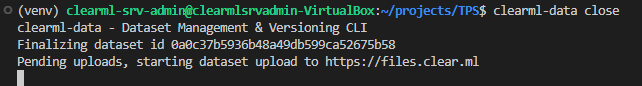 (venv) clearml-srv-admin@clearmlsrvadmin-VirtualBox:~/projects/TPS$ clearml-data close
clearml-data - Dataset Management & Versioning CLI
Finalizing dataset id 0a0c37b5936b48a49db599ca52675b58
Pending uploads, starting dataset upload to https://files.clear.ml